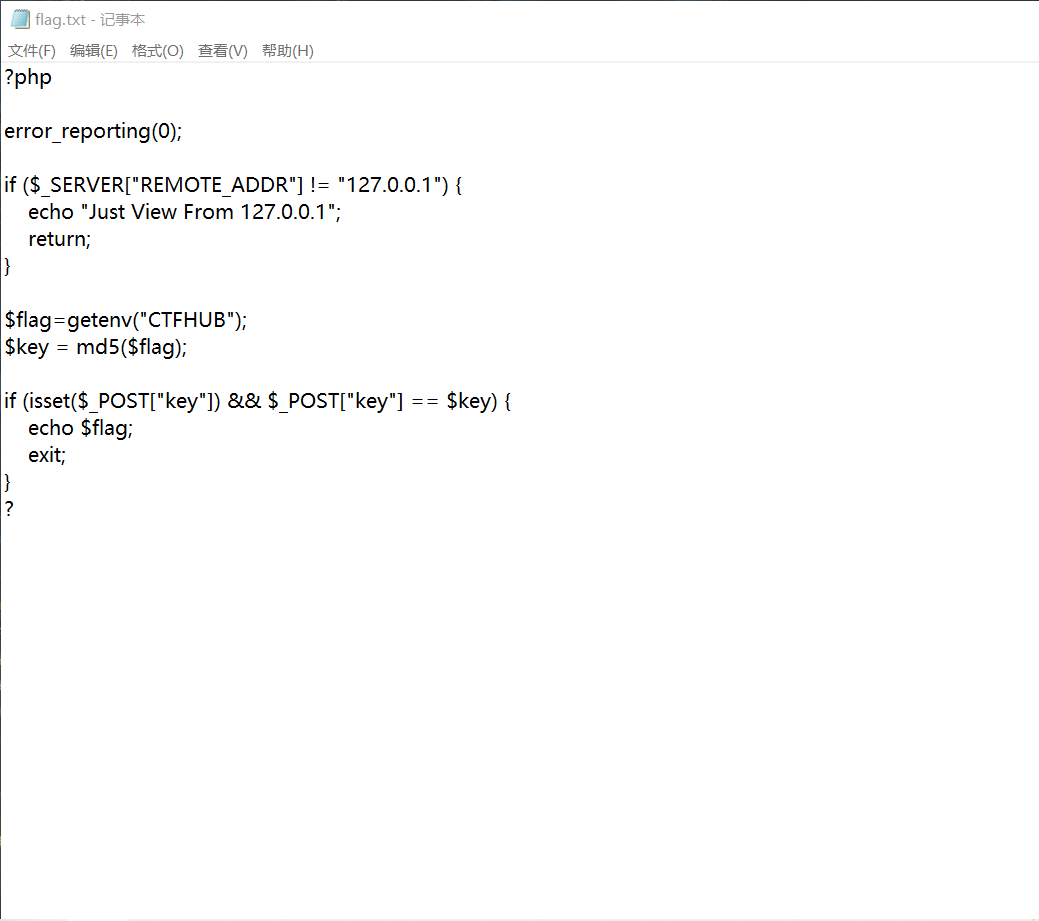 flag.txt - 记事本
文件(F) 编辑(E) 格式(O) 查看(V) 帮助(H)
?php
error_reporting(0);
if ($_SERVER["REMOTE_ADDR"] != "127.0.0.1") {
echo "Just View From 127.0.0.1";
return;
}
$flag=getenv("CTFHUB");
$key = md5($flag);
if (isset($_POST["key"]) && $_POST["key"] == $key) {
echo $flag;
exit;
}
?